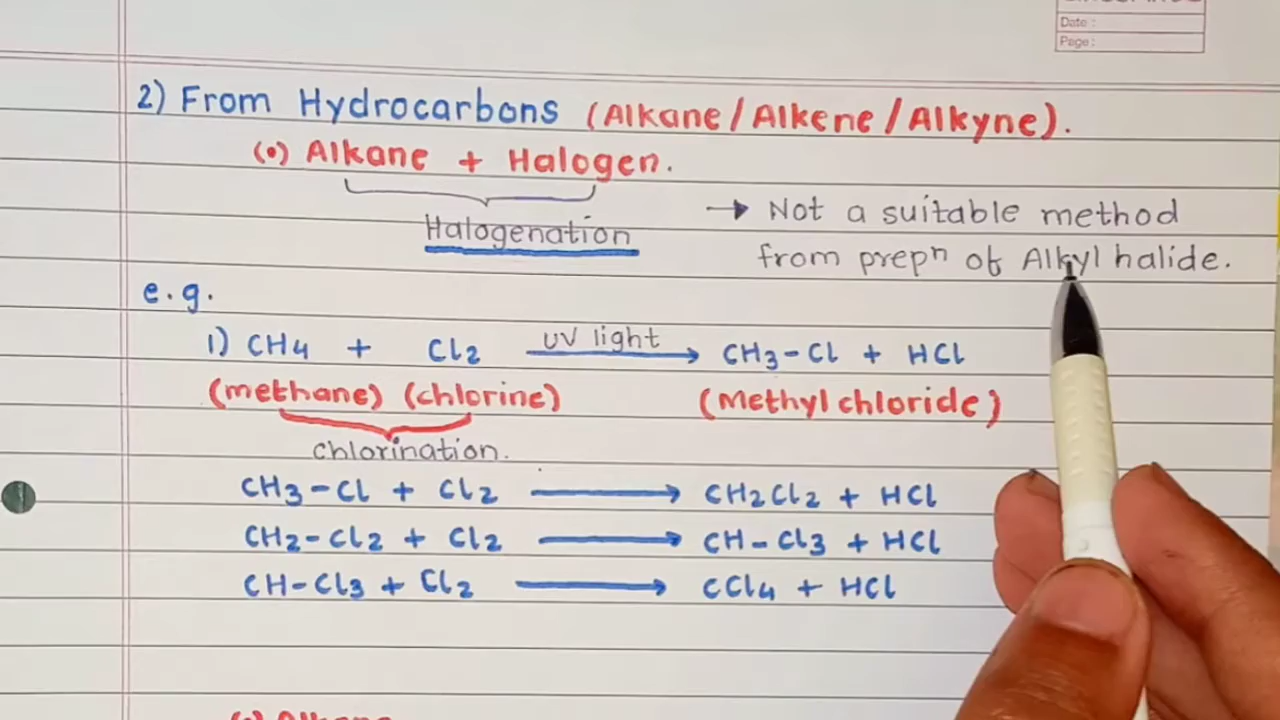 Date :
Page :
2) From Hydrocarbons (Alkane/Alkene/Alkyne).
(•) Alkane + Halogen.
Halogenation
→ Not a suitable method
from prepn of Alkyl halide.
e.g.
1) CH4 + Cl2 UV light → CH3-Cl + HCl
(methane) (chlorine) (Methyl chloride)
chlorination.
CH3-Cl + Cl2 → CH2Cl2 + HCl
CH2-Cl2 + Cl2 → CH-Cl3 + HCl
CH-Cl3 + Cl2 → CCl4 + HCl